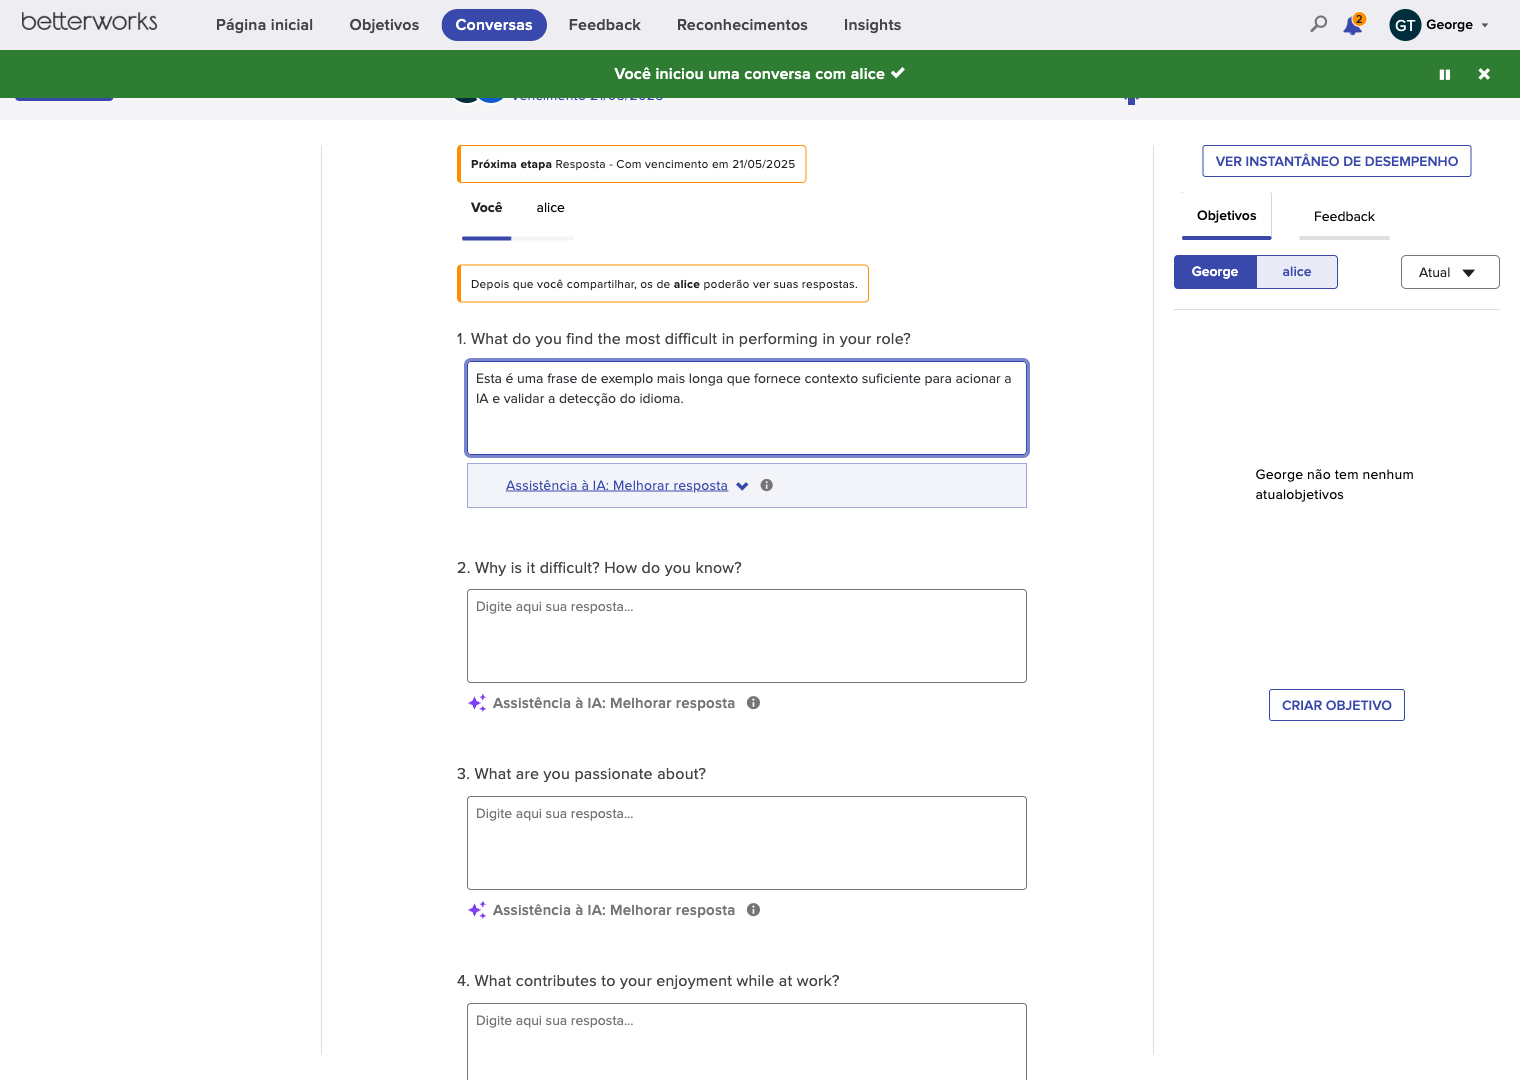 betterworks
Página inicial
Objetivos
Conversas
Feedback
Reconhecimentos
Insights
2
GT
George
Você iniciou uma conversa com alice
Próxima etapa Resposta - Com vencimento em 21/05/2025
Você
alice
Depois que você compartilhar, os de alice poderão ver suas respostas.
1. What do you find the most difficult in performing in your role?
Esta é uma frase de exemplo mais longa que fornece contexto suficiente para acionar a
IA e validar a detecção do idioma.
Assistência à IA: Melhorar resposta
2. Why is it difficult? How do you know?
Digite aqui sua resposta...
Assistência à IA: Melhorar resposta
3. What are you passionate about?
Digite aqui sua resposta...
Assistência à IA: Melhorar resposta
4. What contributes to your enjoyment while at work?
Digite aqui sua resposta...
VER INSTANTÂNEO DE DESEMPENHO
Objetivos
Feedback
George
alice
Atual
George não tem nenhum
atualobjetivos
CRIAR OBJETIVO